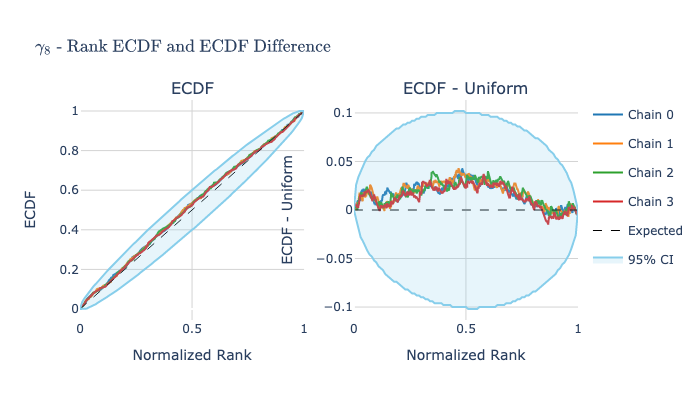 γ₈ - Rank ECDF and ECDF Difference
ECDF
ECDF
1
0.8
0.6
0.4
0.2
0
0
0.5
1
Normalized Rank
ECDF - Uniform
ECDF - Uniform
0.1
0.05
0
−0.05
−0.1
0
0.5
1
Normalized Rank
Chain 0
Chain 1
Chain 2
Chain 3
Expected
95% CI